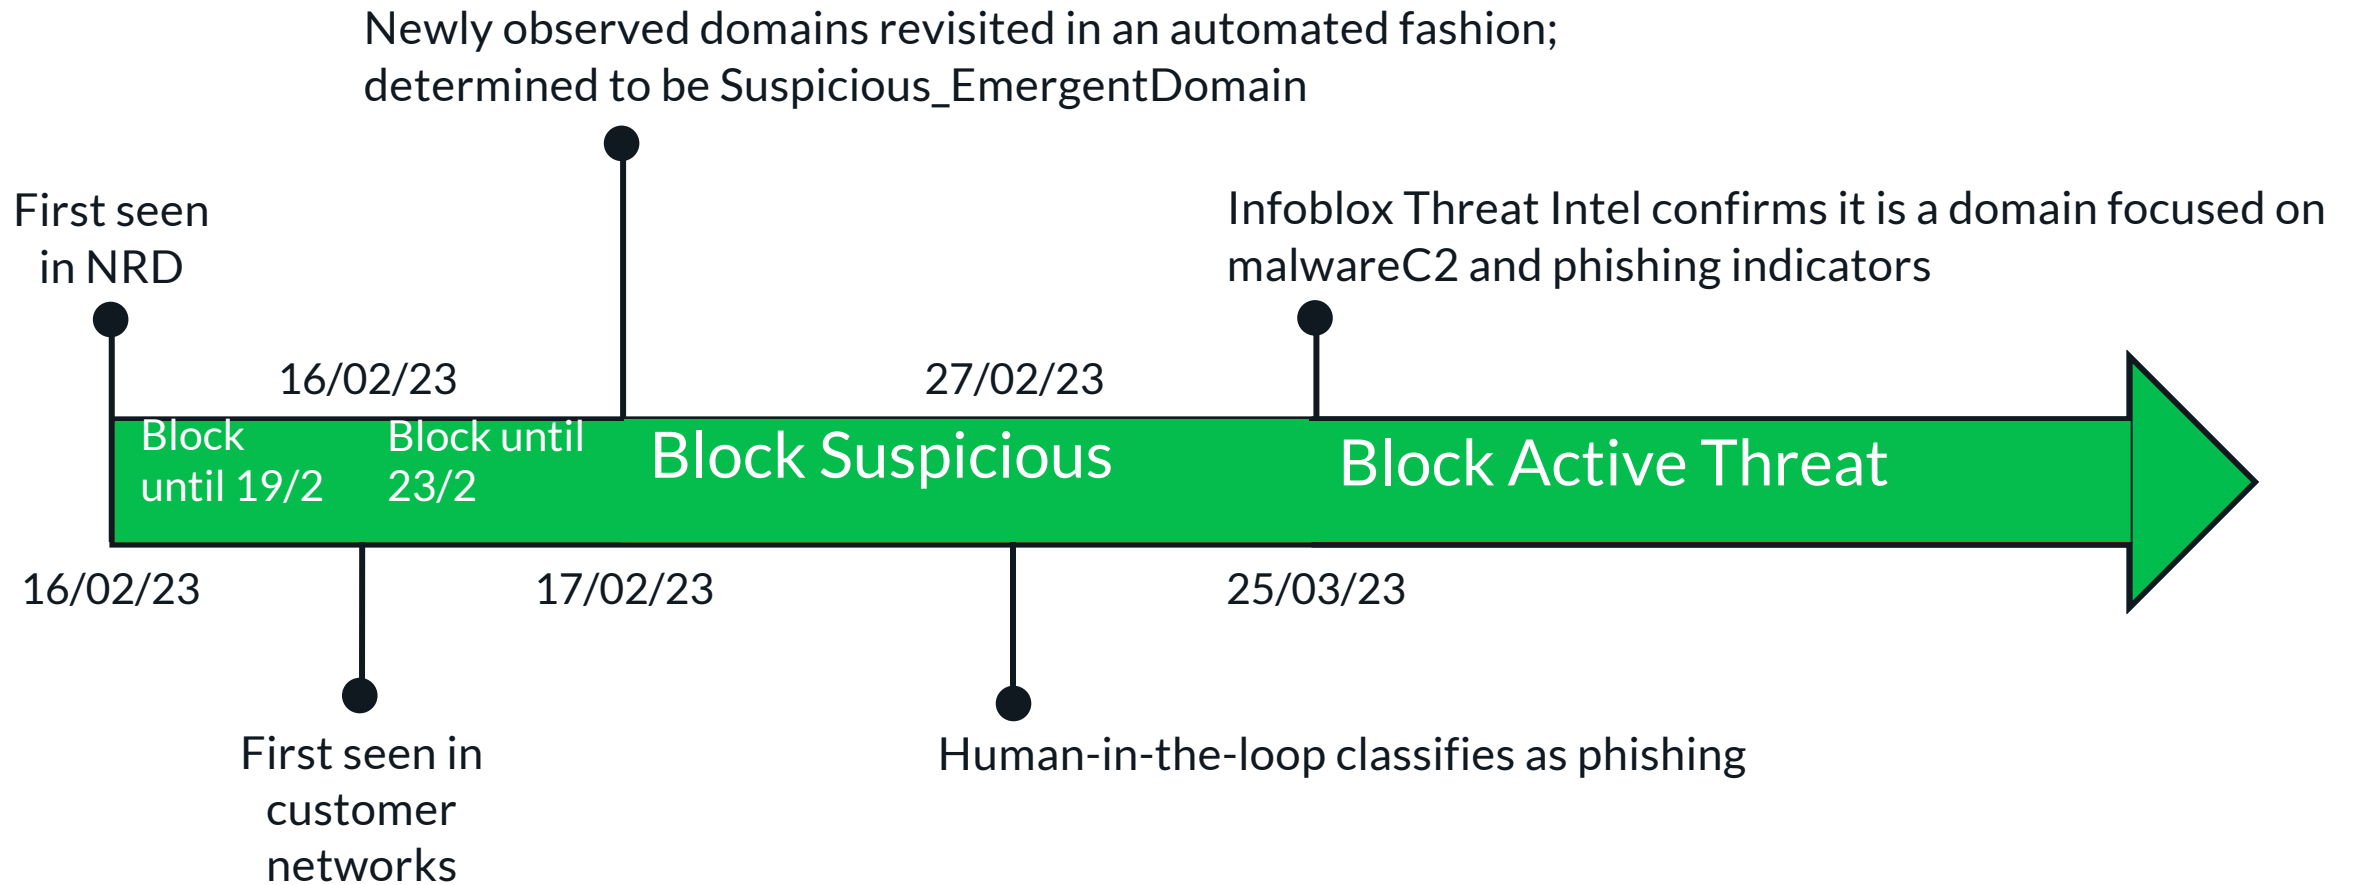 Newly observed domains revisited in an automated fashion;
determined to be Suspicious_EmergentDomain
First seen
in NRD
Infoblox Threat Intel confirms it is a domain focused on
malwareC2 and phishing indicators
16/02/23
27/02/23
Block
until 19/2
Block until
23/2
Block Suspicious
Block Active Threat
16/02/23
17/02/23
25/03/23
First seen in
customer
networks
Human-in-the-loop classifies as phishing